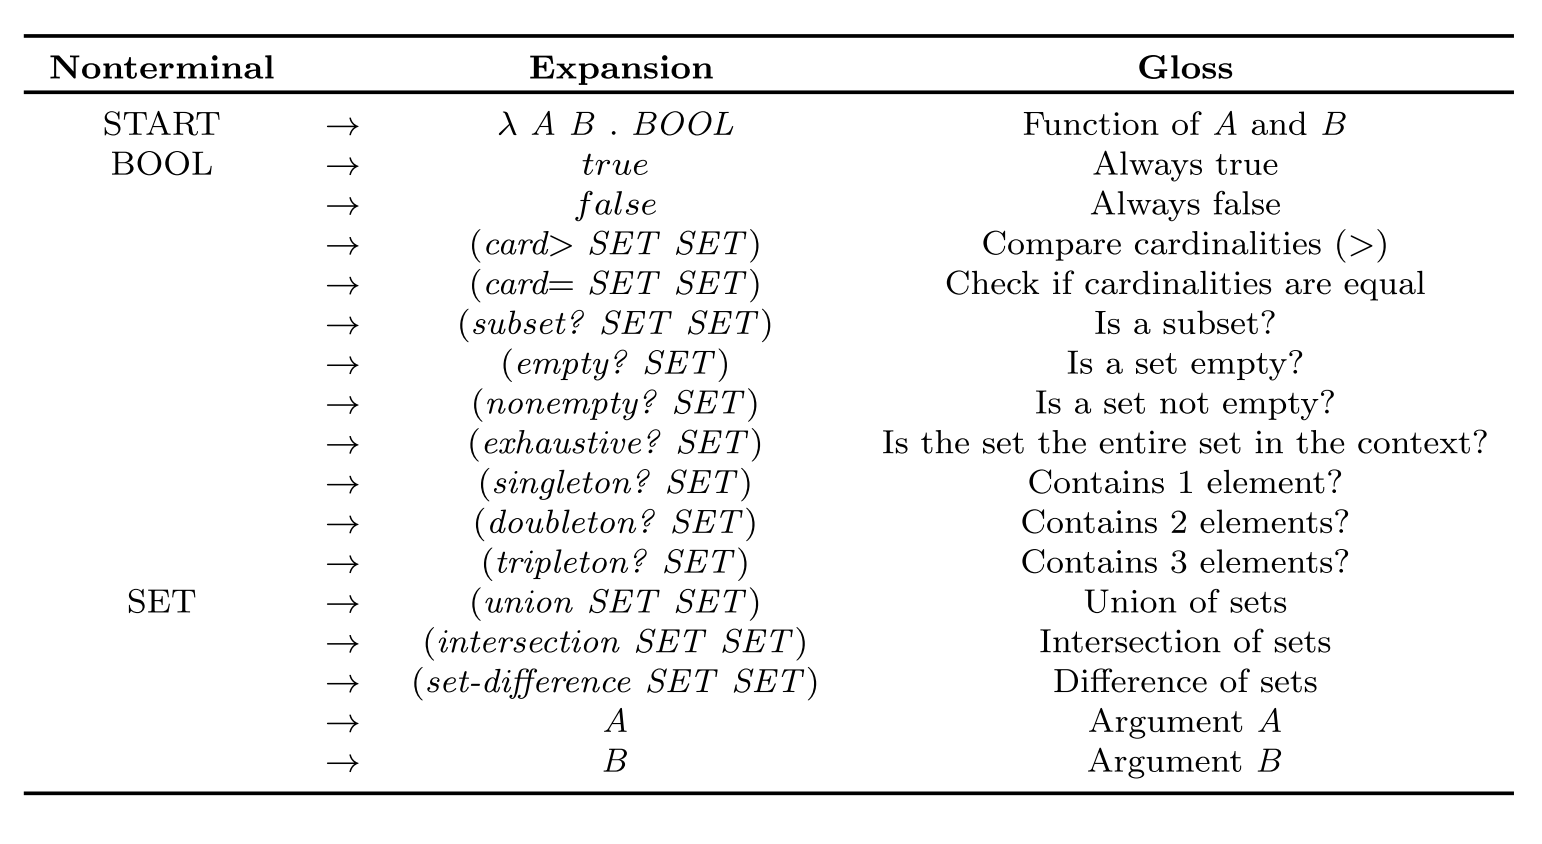 Nonterminal Expansion Gloss
START → λ A B . BOOL Function of A and B
BOOL → true Always true
→ false Always false
→ (card> SET SET) Compare cardinalities (>)
→ (card= SET SET) Check if cardinalities are equal
→ (subset? SET SET) Is a subset?
→ (empty? SET) Is a set empty?
→ (nonempty? SET) Is a set not empty?
→ (exhaustive? SET) Is the set the entire set in the context?
→ (singleton? SET) Contains 1 element?
→ (doubleton? SET) Contains 2 elements?
→ (tripleton? SET) Contains 3 elements?
SET → (union SET SET) Union of sets
→ (intersection SET SET) Intersection of sets
→ (set-difference SET SET) Difference of sets
→ A Argument A
→ B Argument B